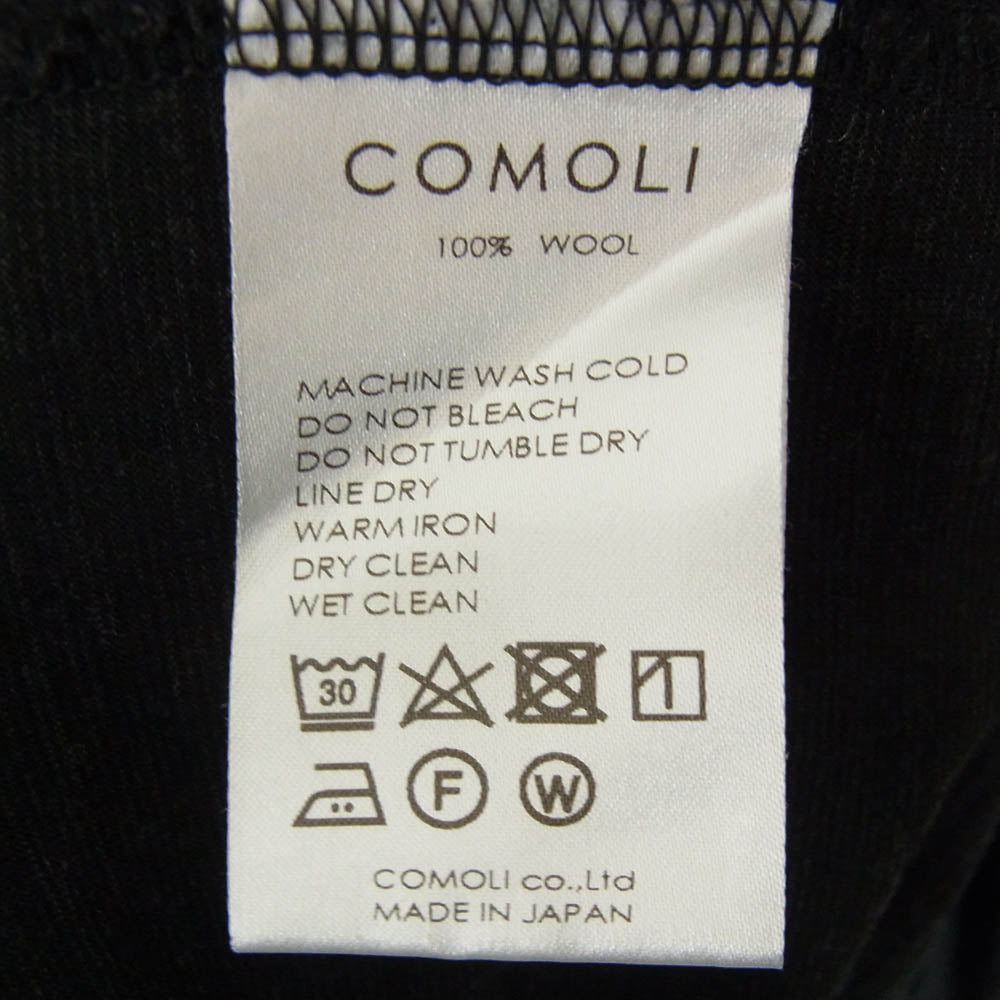 COMOLI
100% WOOL
MACHINE WASH COLD
DO NOT BLEACH
DO NOT TUMBLE DRY
LINE DRY
WARM IRON
DRY CLEAN
WET CLEAN
30
F W
COMOLI co.,Ltd
MADE IN JAPAN